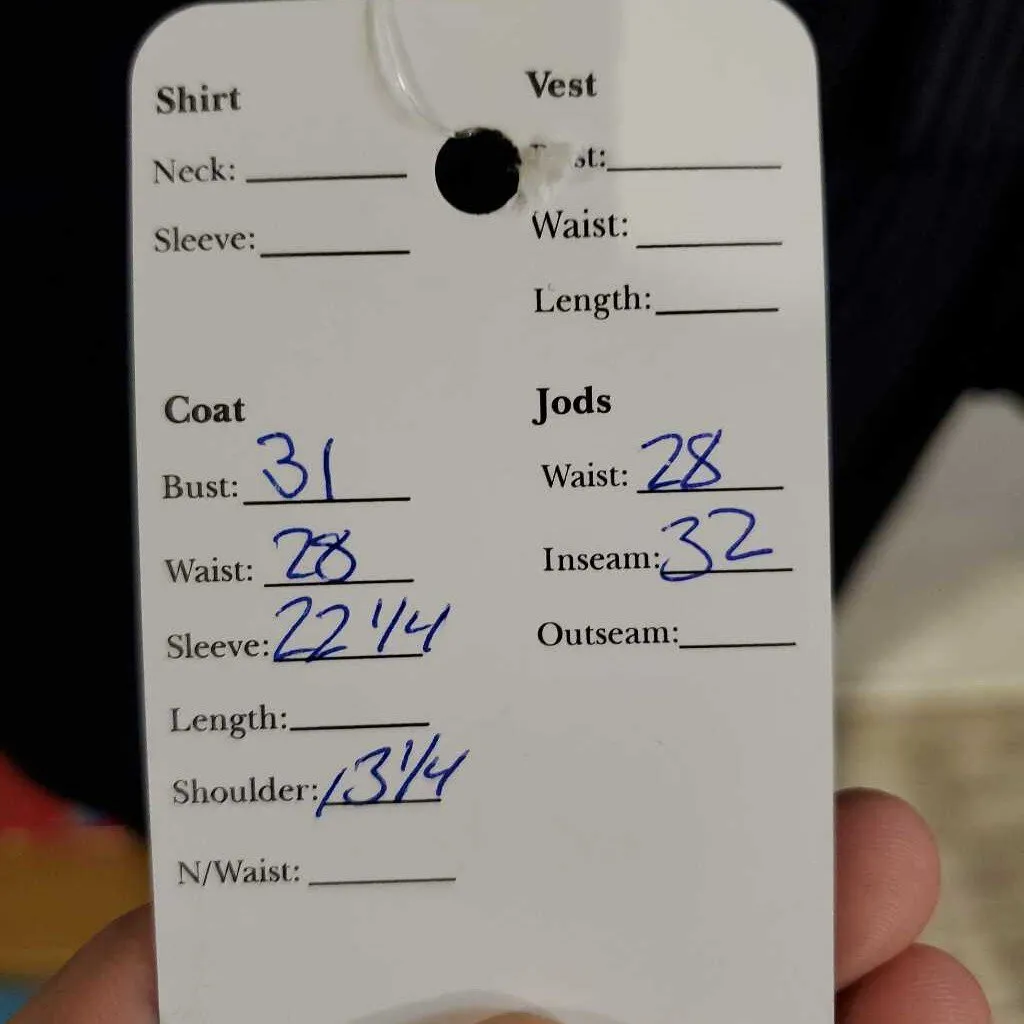 Shirt
Neck:
Sleeve:
Vest
Waist:
Length:
Coat
Bust: 31
Waist: 28
Sleeve: 22 1/4
Length:
Shoulder: 13 1/4
N/Waist:
Jods
Waist: 28
Inseam: 32
Outseam: